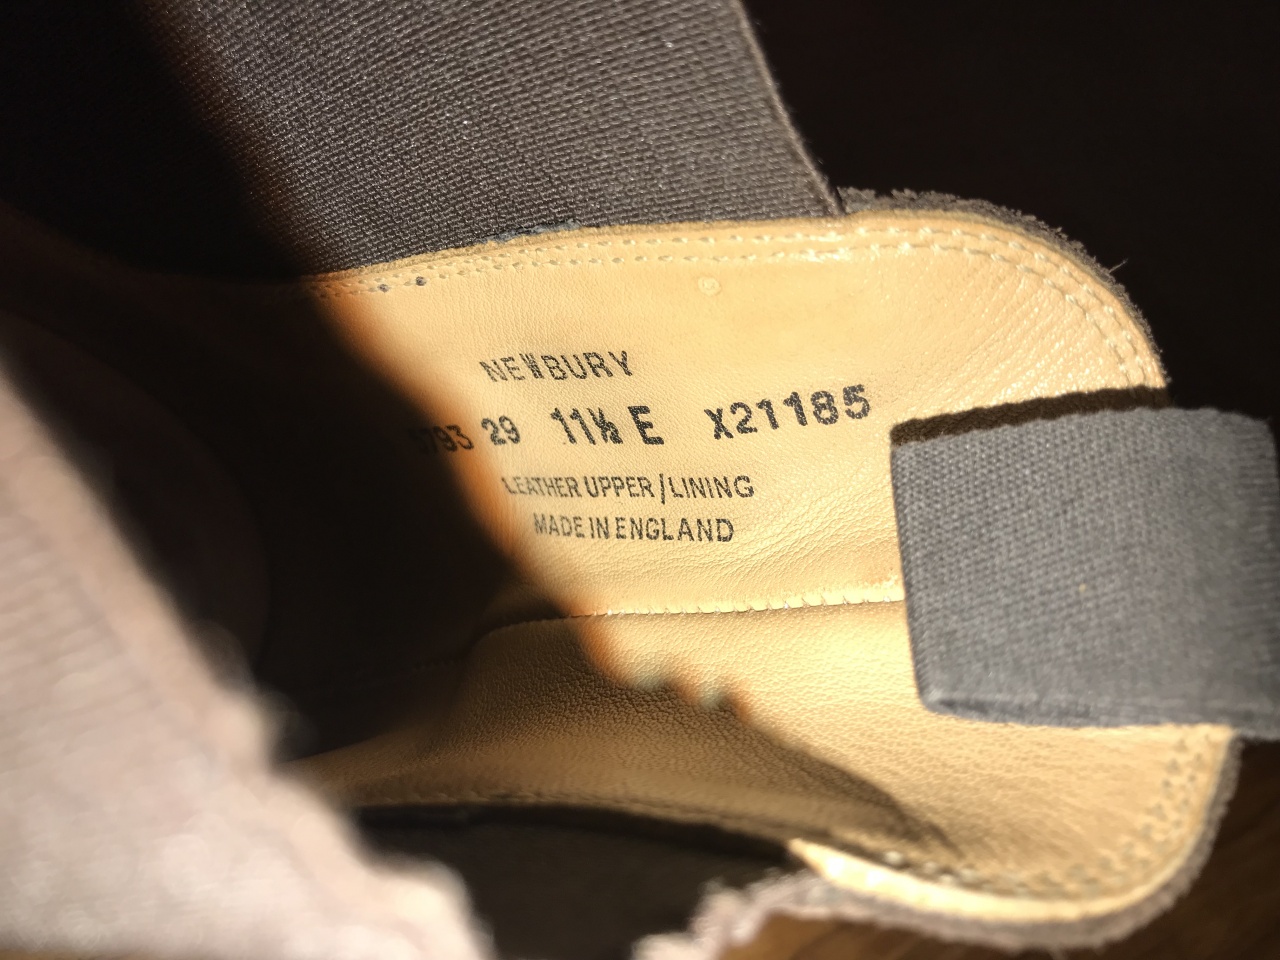 NEWBURY
29 11½ E X21185
LEATHER UPPER/LINING
MADE IN ENGLAND